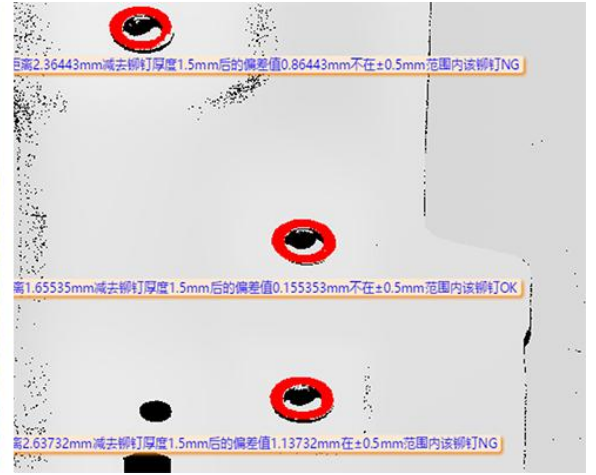 距离2.36443mm减去铆钉厚度1.5mm后的偏差值0.86443mm不在±0.5mm范围内该铆钉NG
离1.65535mm减去铆钉厚度1.5mm后的偏差值0.155353mm不在±0.5mm范围内该铆钉OK
离2.63732mm减去铆钉厚度1.5mm后的偏差值1.13732mm在±0.5mm范围内该铆钉NG